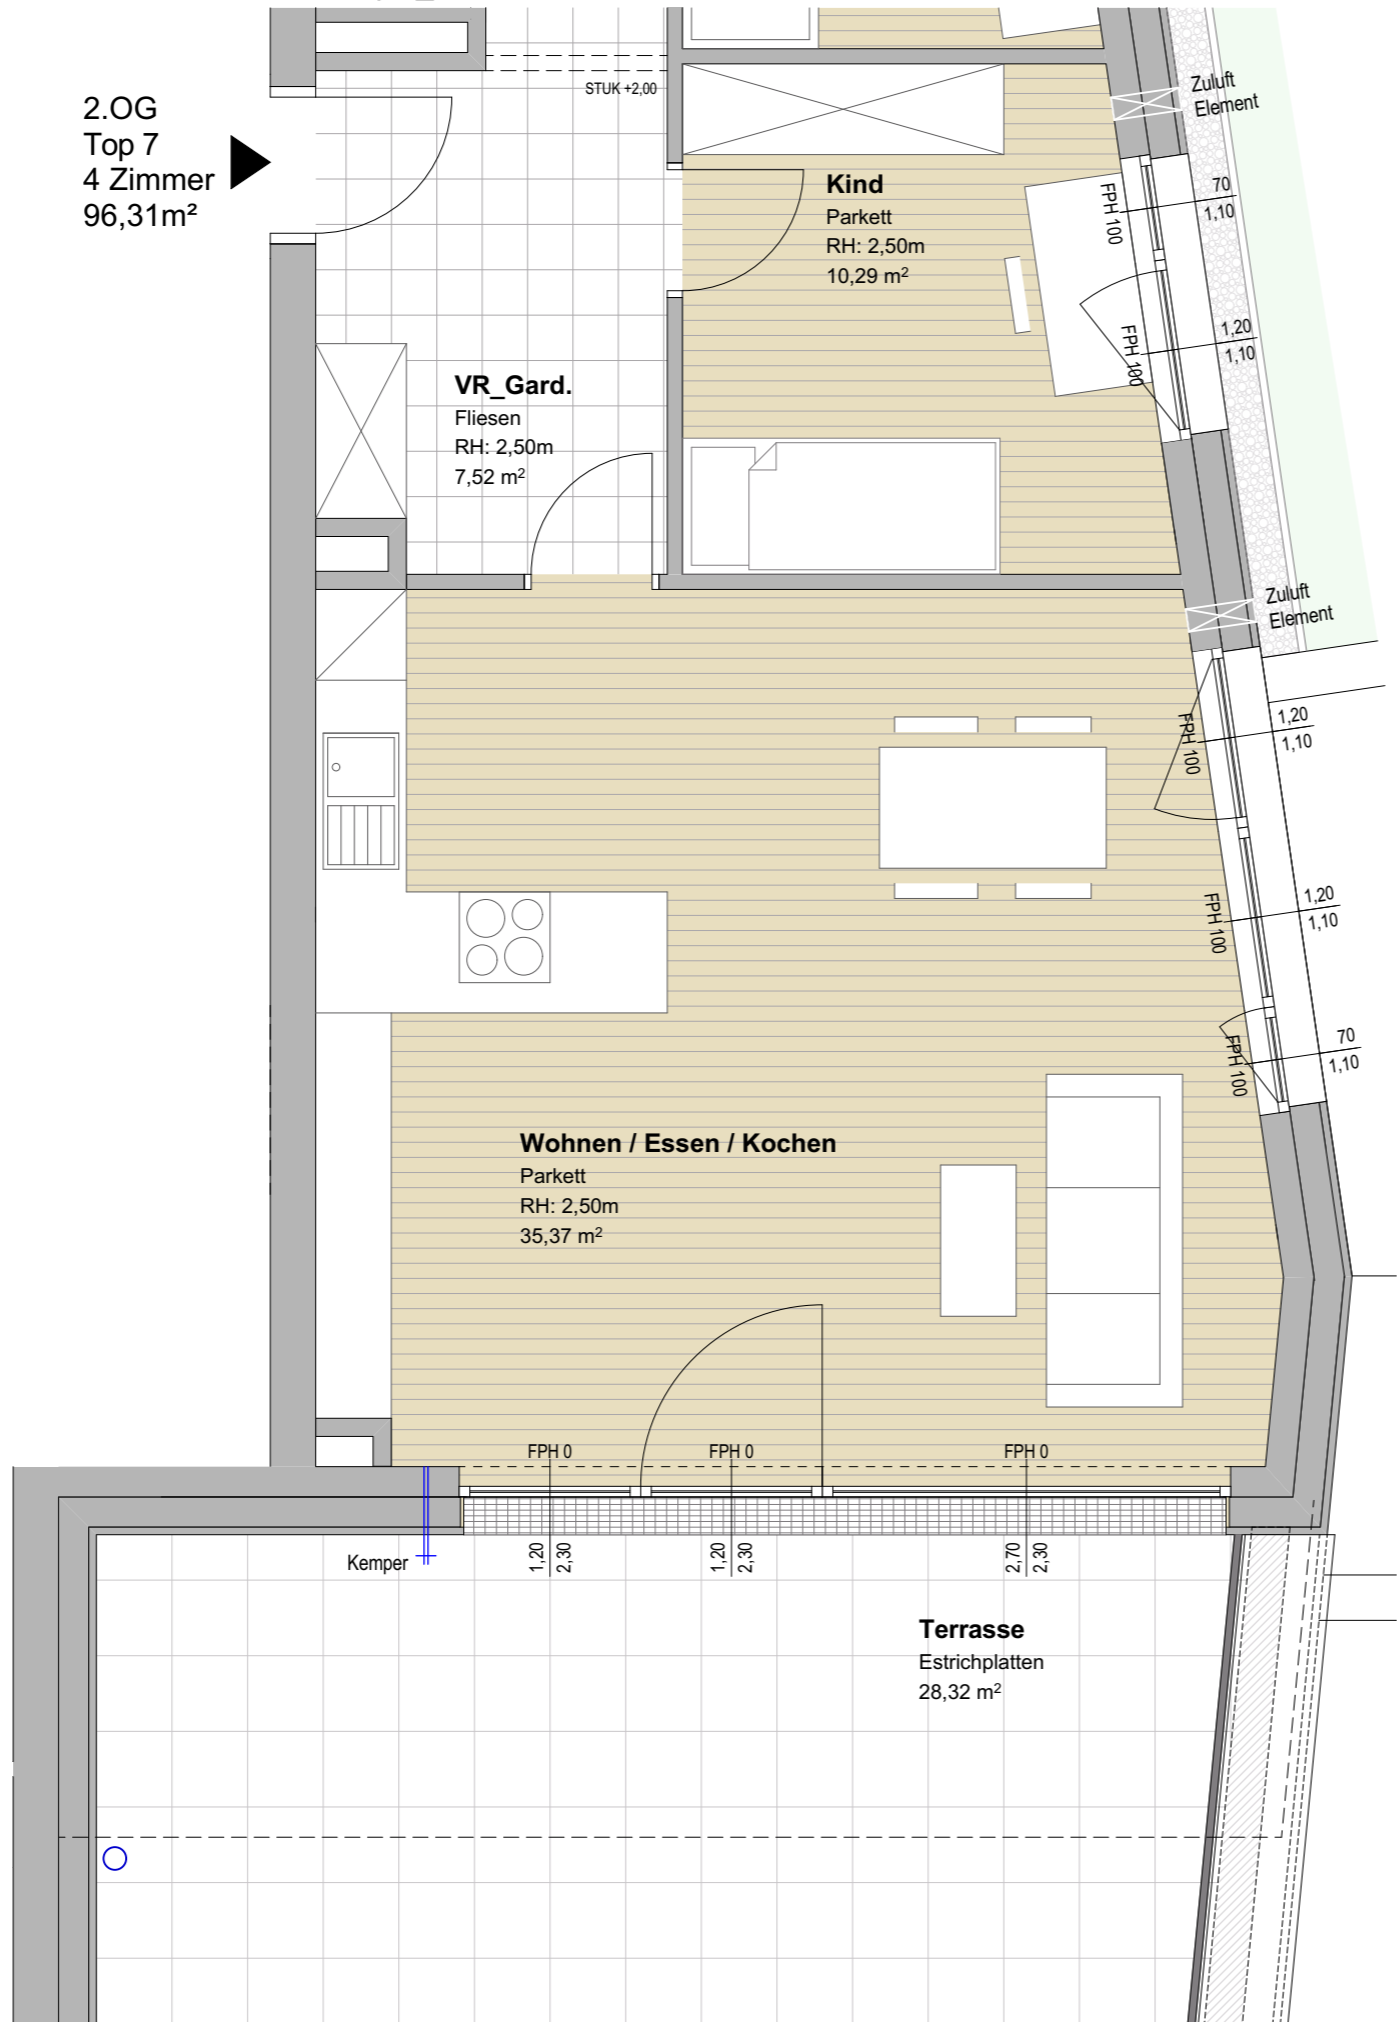 2.OG
Top 7
4 Zimmer
96,31m²
STUK +2,00
Zuluft
Element
Kind
Parkett
RH: 2,50m
10,29 m²
FPH 100
70
1,10
FPH 100
1,20
1,10
VR_Gard.
Fliesen
RH: 2,50m
7,52 m²
Zuluft
Element
FPH 100
1,20
1,10
FPH 100
1,20
1,10
FPH 100
70
1,10
Wohnen / Essen / Kochen
Parkett
RH: 2,50m
35,37 m²
FPH 0
FPH 0
FPH 0
Kemper
1,20
2,30
1,20
2,30
2,70
2,30
Terrasse
Estrichplatten
28,32 m²